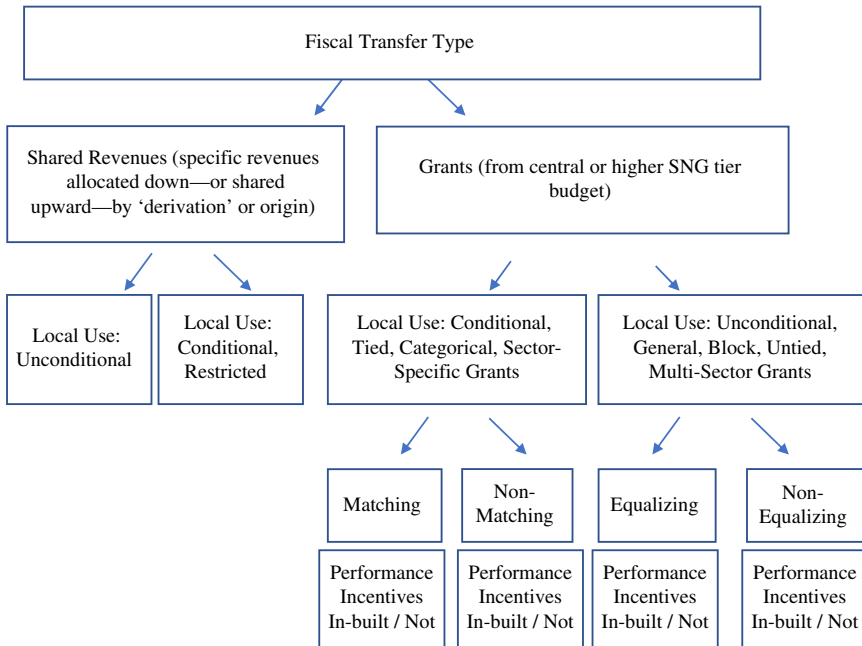 Fiscal Transfer Type
Shared Revenues (specific revenues
allocated down—or shared
upward—by ‘derivation’ or origin)
Grants (from central or higher SNG tier
budget)
Local Use:
Unconditional
Local Use:
Conditional,
Restricted
Local Use: Conditional,
Tied, Categorical, Sector-
Specific Grants
Local Use: Unconditional,
General, Block, Untied,
Multi-Sector Grants
Matching
Non-
Matching
Equalizing
Non-
Equalizing
Performance
Incentives
In-built / Not
Performance
Incentives
In-built / Not
Performance
Incentives
In-built / Not
Performance
Incentives
In-built / Not